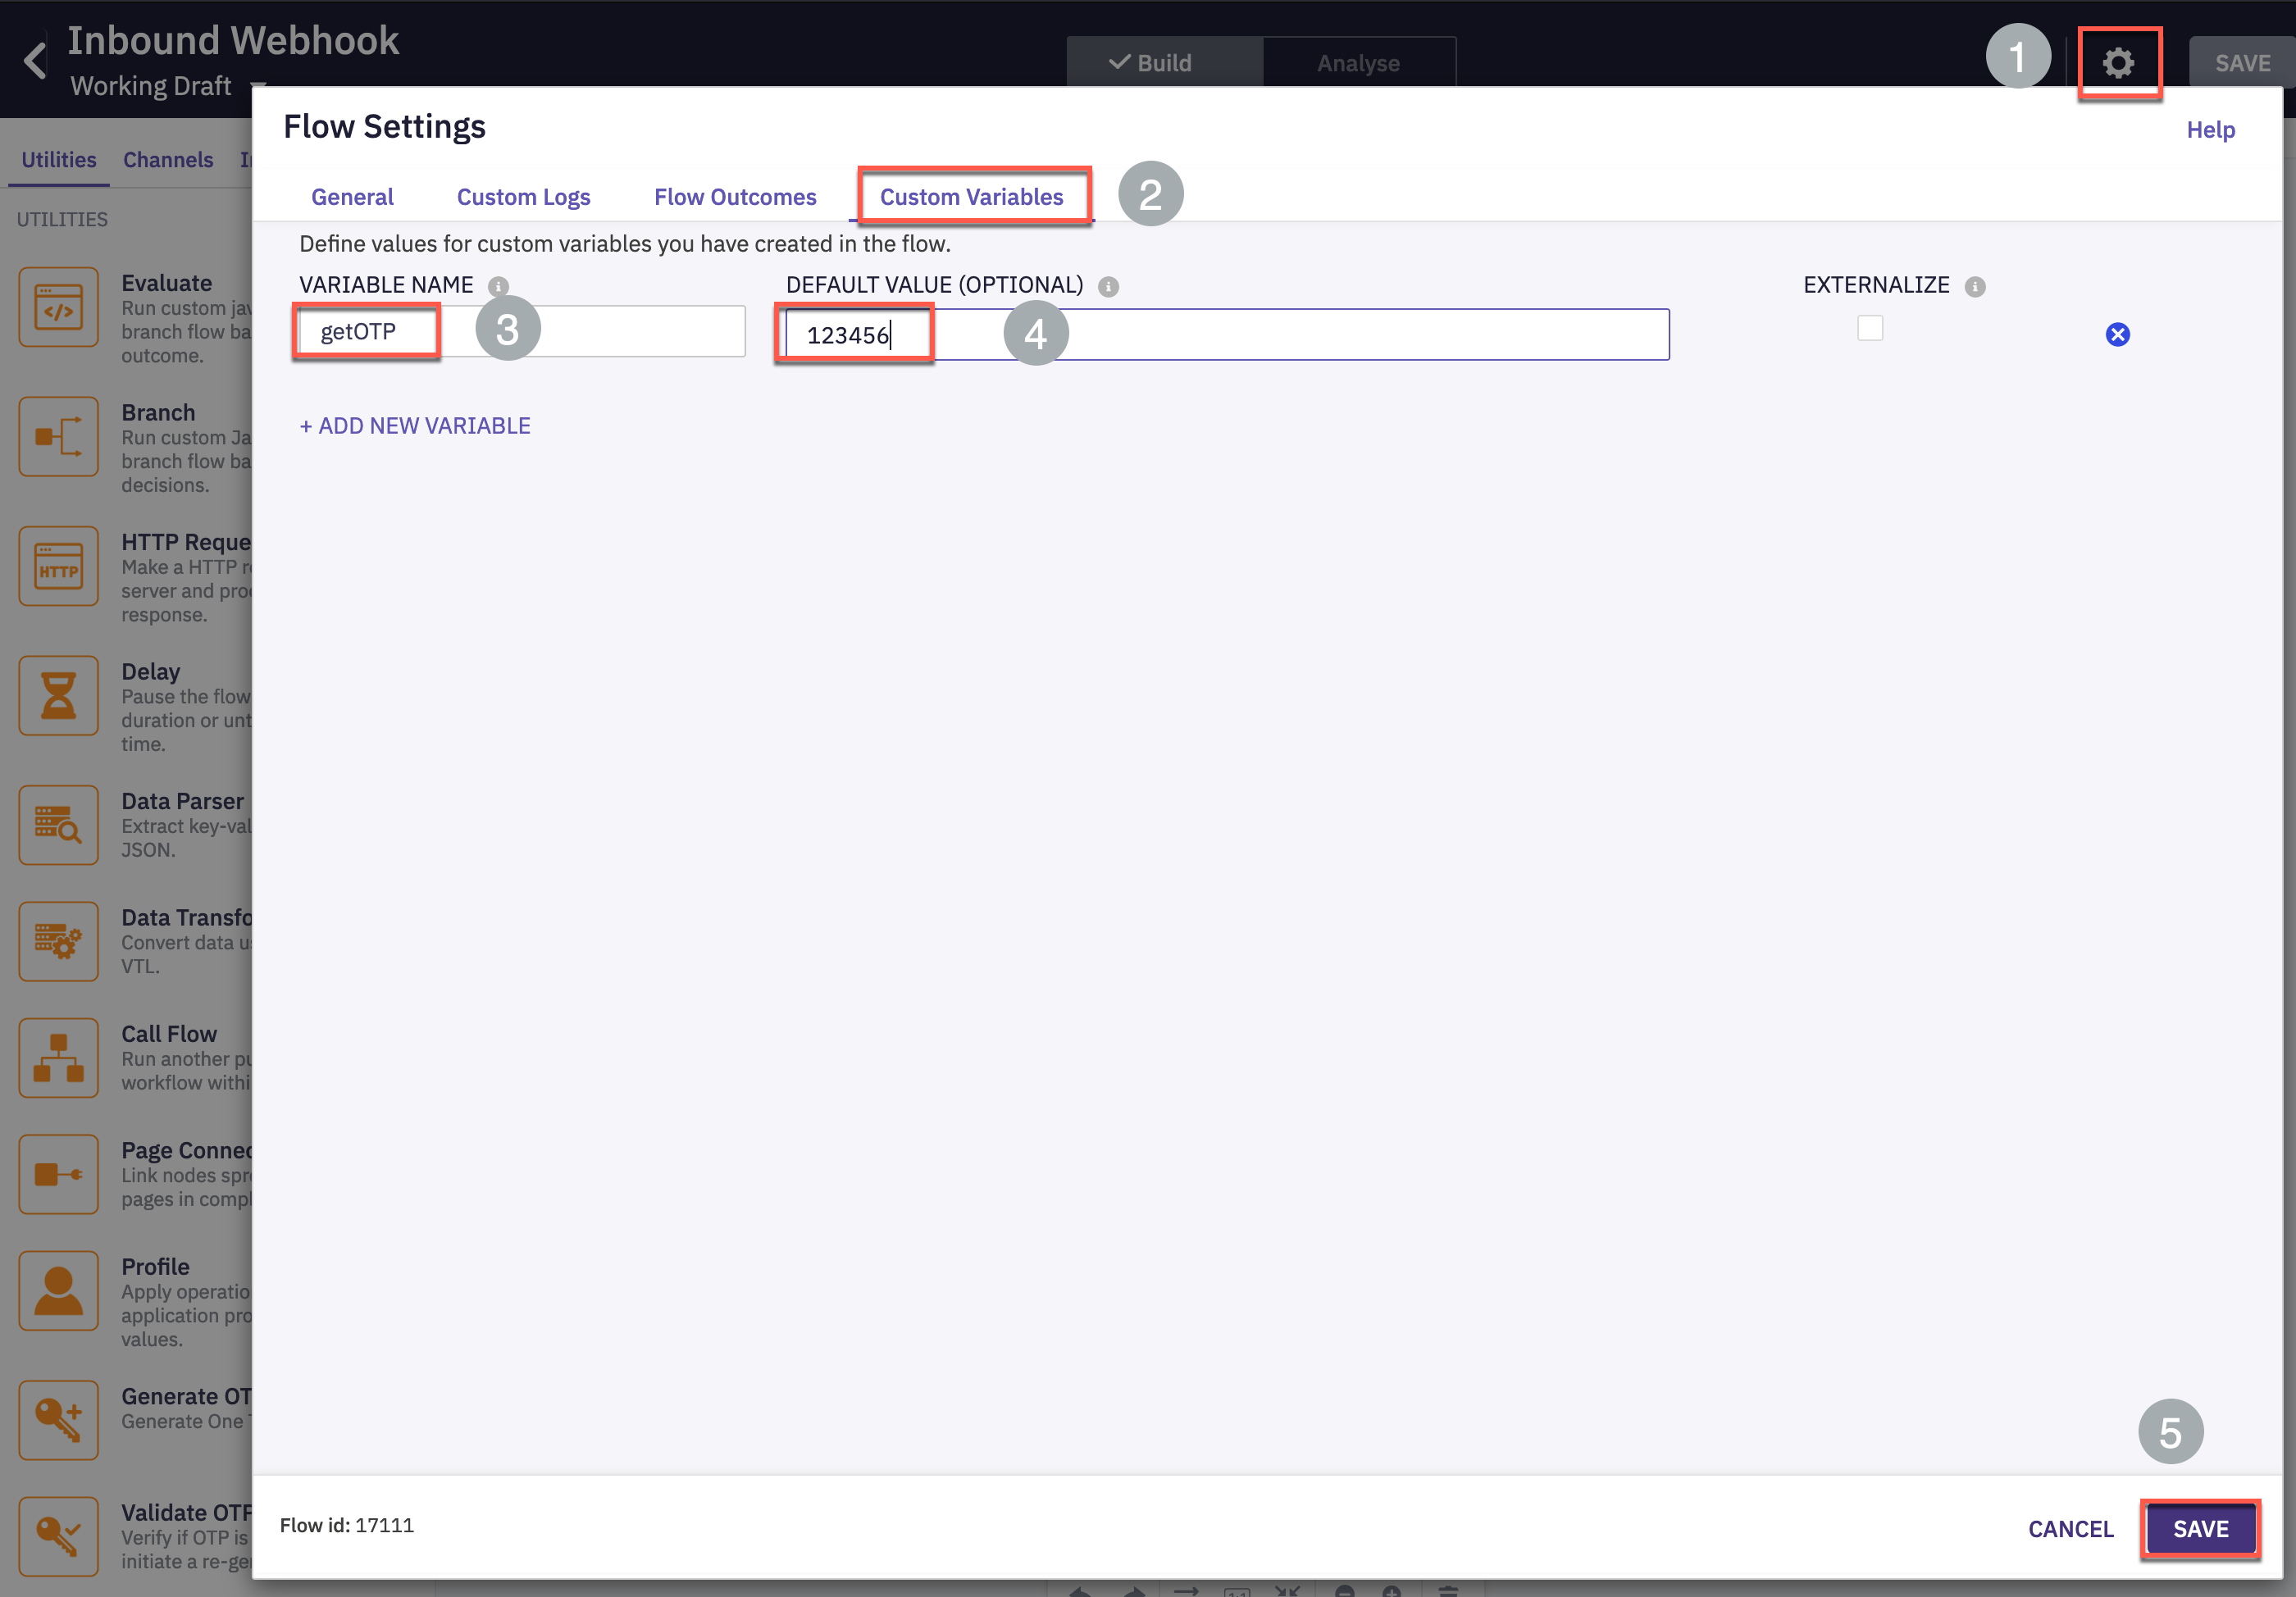 Inbound Webhook
Working Draft
Build
Analyse
1
SAVE
Flow Settings
Help
Utilities
Channels
General
Custom Logs
Flow Outcomes
Custom Variables
2
UTILITIES
Define values for custom variables you have created in the flow.
VARIABLE NAME
DEFAULT VALUE (OPTIONAL)
EXTERNALIZE
getOTP
3
123456
4
+ ADD NEW VARIABLE
Evaluate
Run custom jav
branch flow ba
outcome.
Branch
Run custom Ja
branch flow ba
decisions.
HTTP Reque
HTTP
Make a HTTP re
server and proc
response.
Delay
Pause the flow
duration or unt
time.
Data Parser
Extract key-val
JSON.
Data Transfo
Convert data us
VTL.
Call Flow
Run another pu
workflow withi
Page Connec
Link nodes spre
pages in compl
Profile
Apply operatio
application pro
values.
Generate OT
Generate One
Validate OTP
Verify if OTP is
initiate a re-ge
5
Flow id: 17111
CANCEL
SAVE